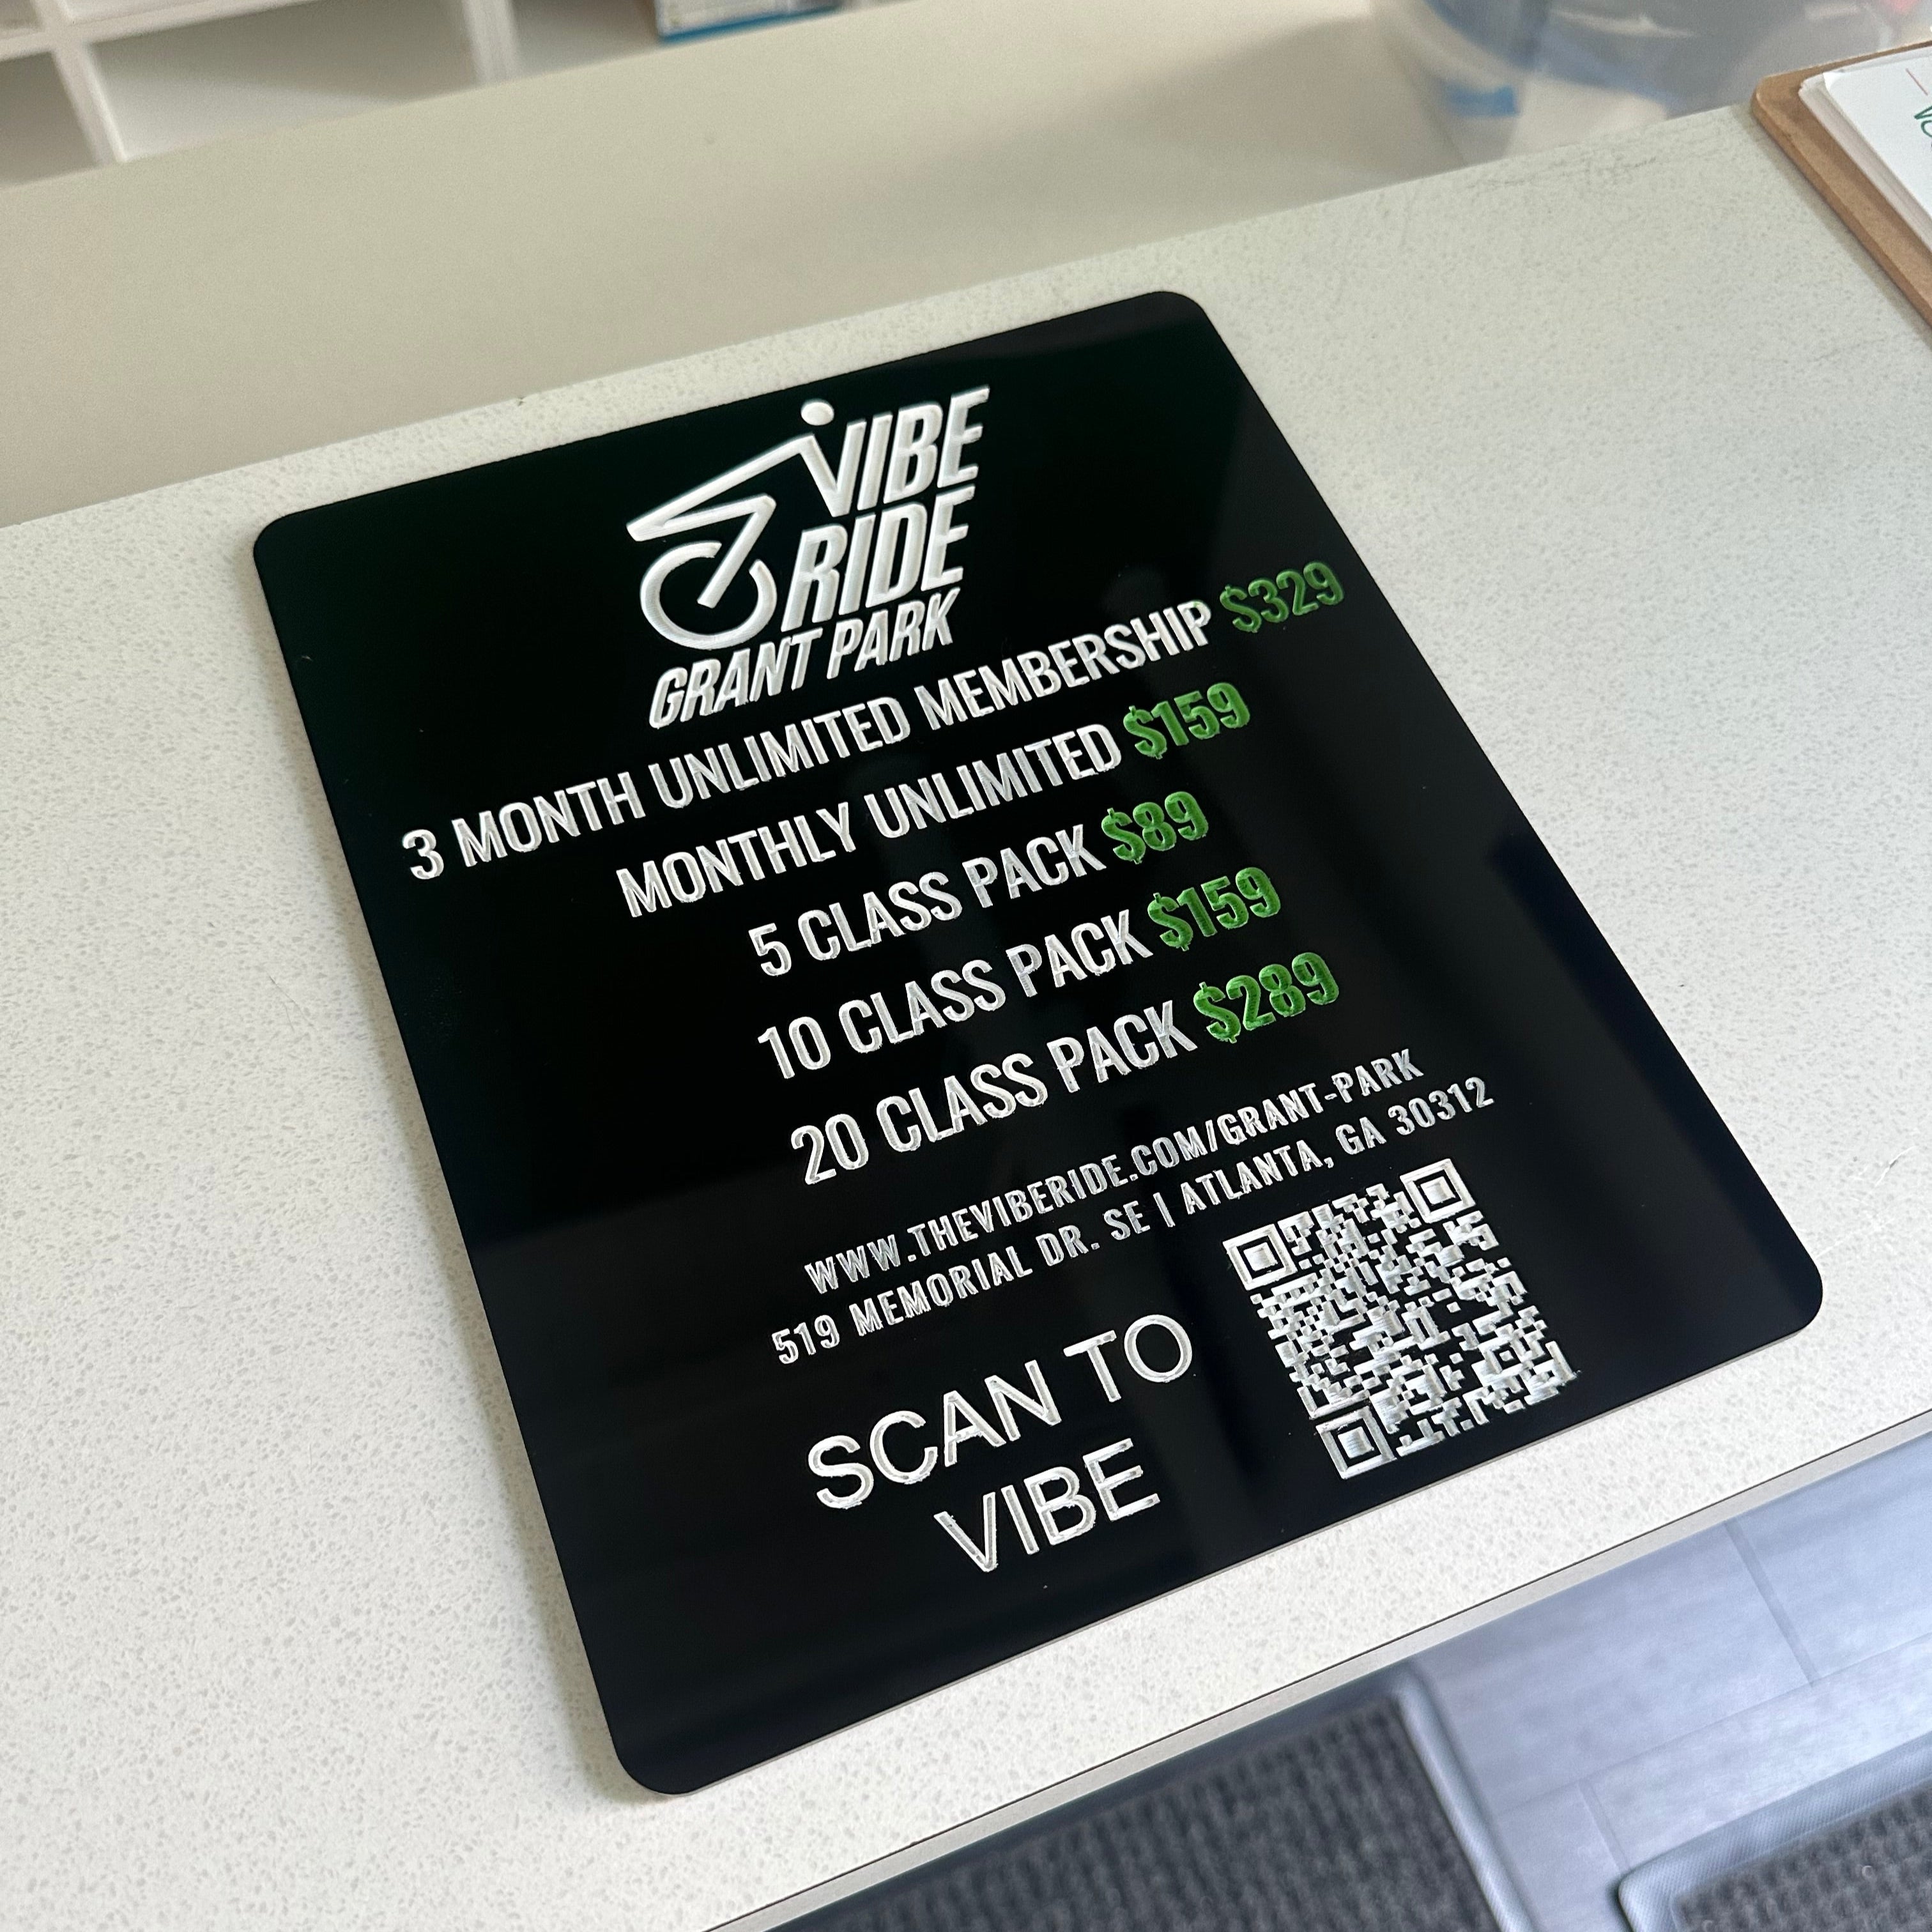 VIBE
RIDE
GRANT PARK
3 MONTH UNLIMITED MEMBERSHIP $329
MONTHLY UNLIMITED $159
5 CLASS PACK $89
10 CLASS PACK $159
20 CLASS PACK $289
WWW.THEVIBERIDE.COM/GRANT-PARK
519 MEMORIAL DR. SE | ATLANTA, GA 30312
SCAN TO
VIBE